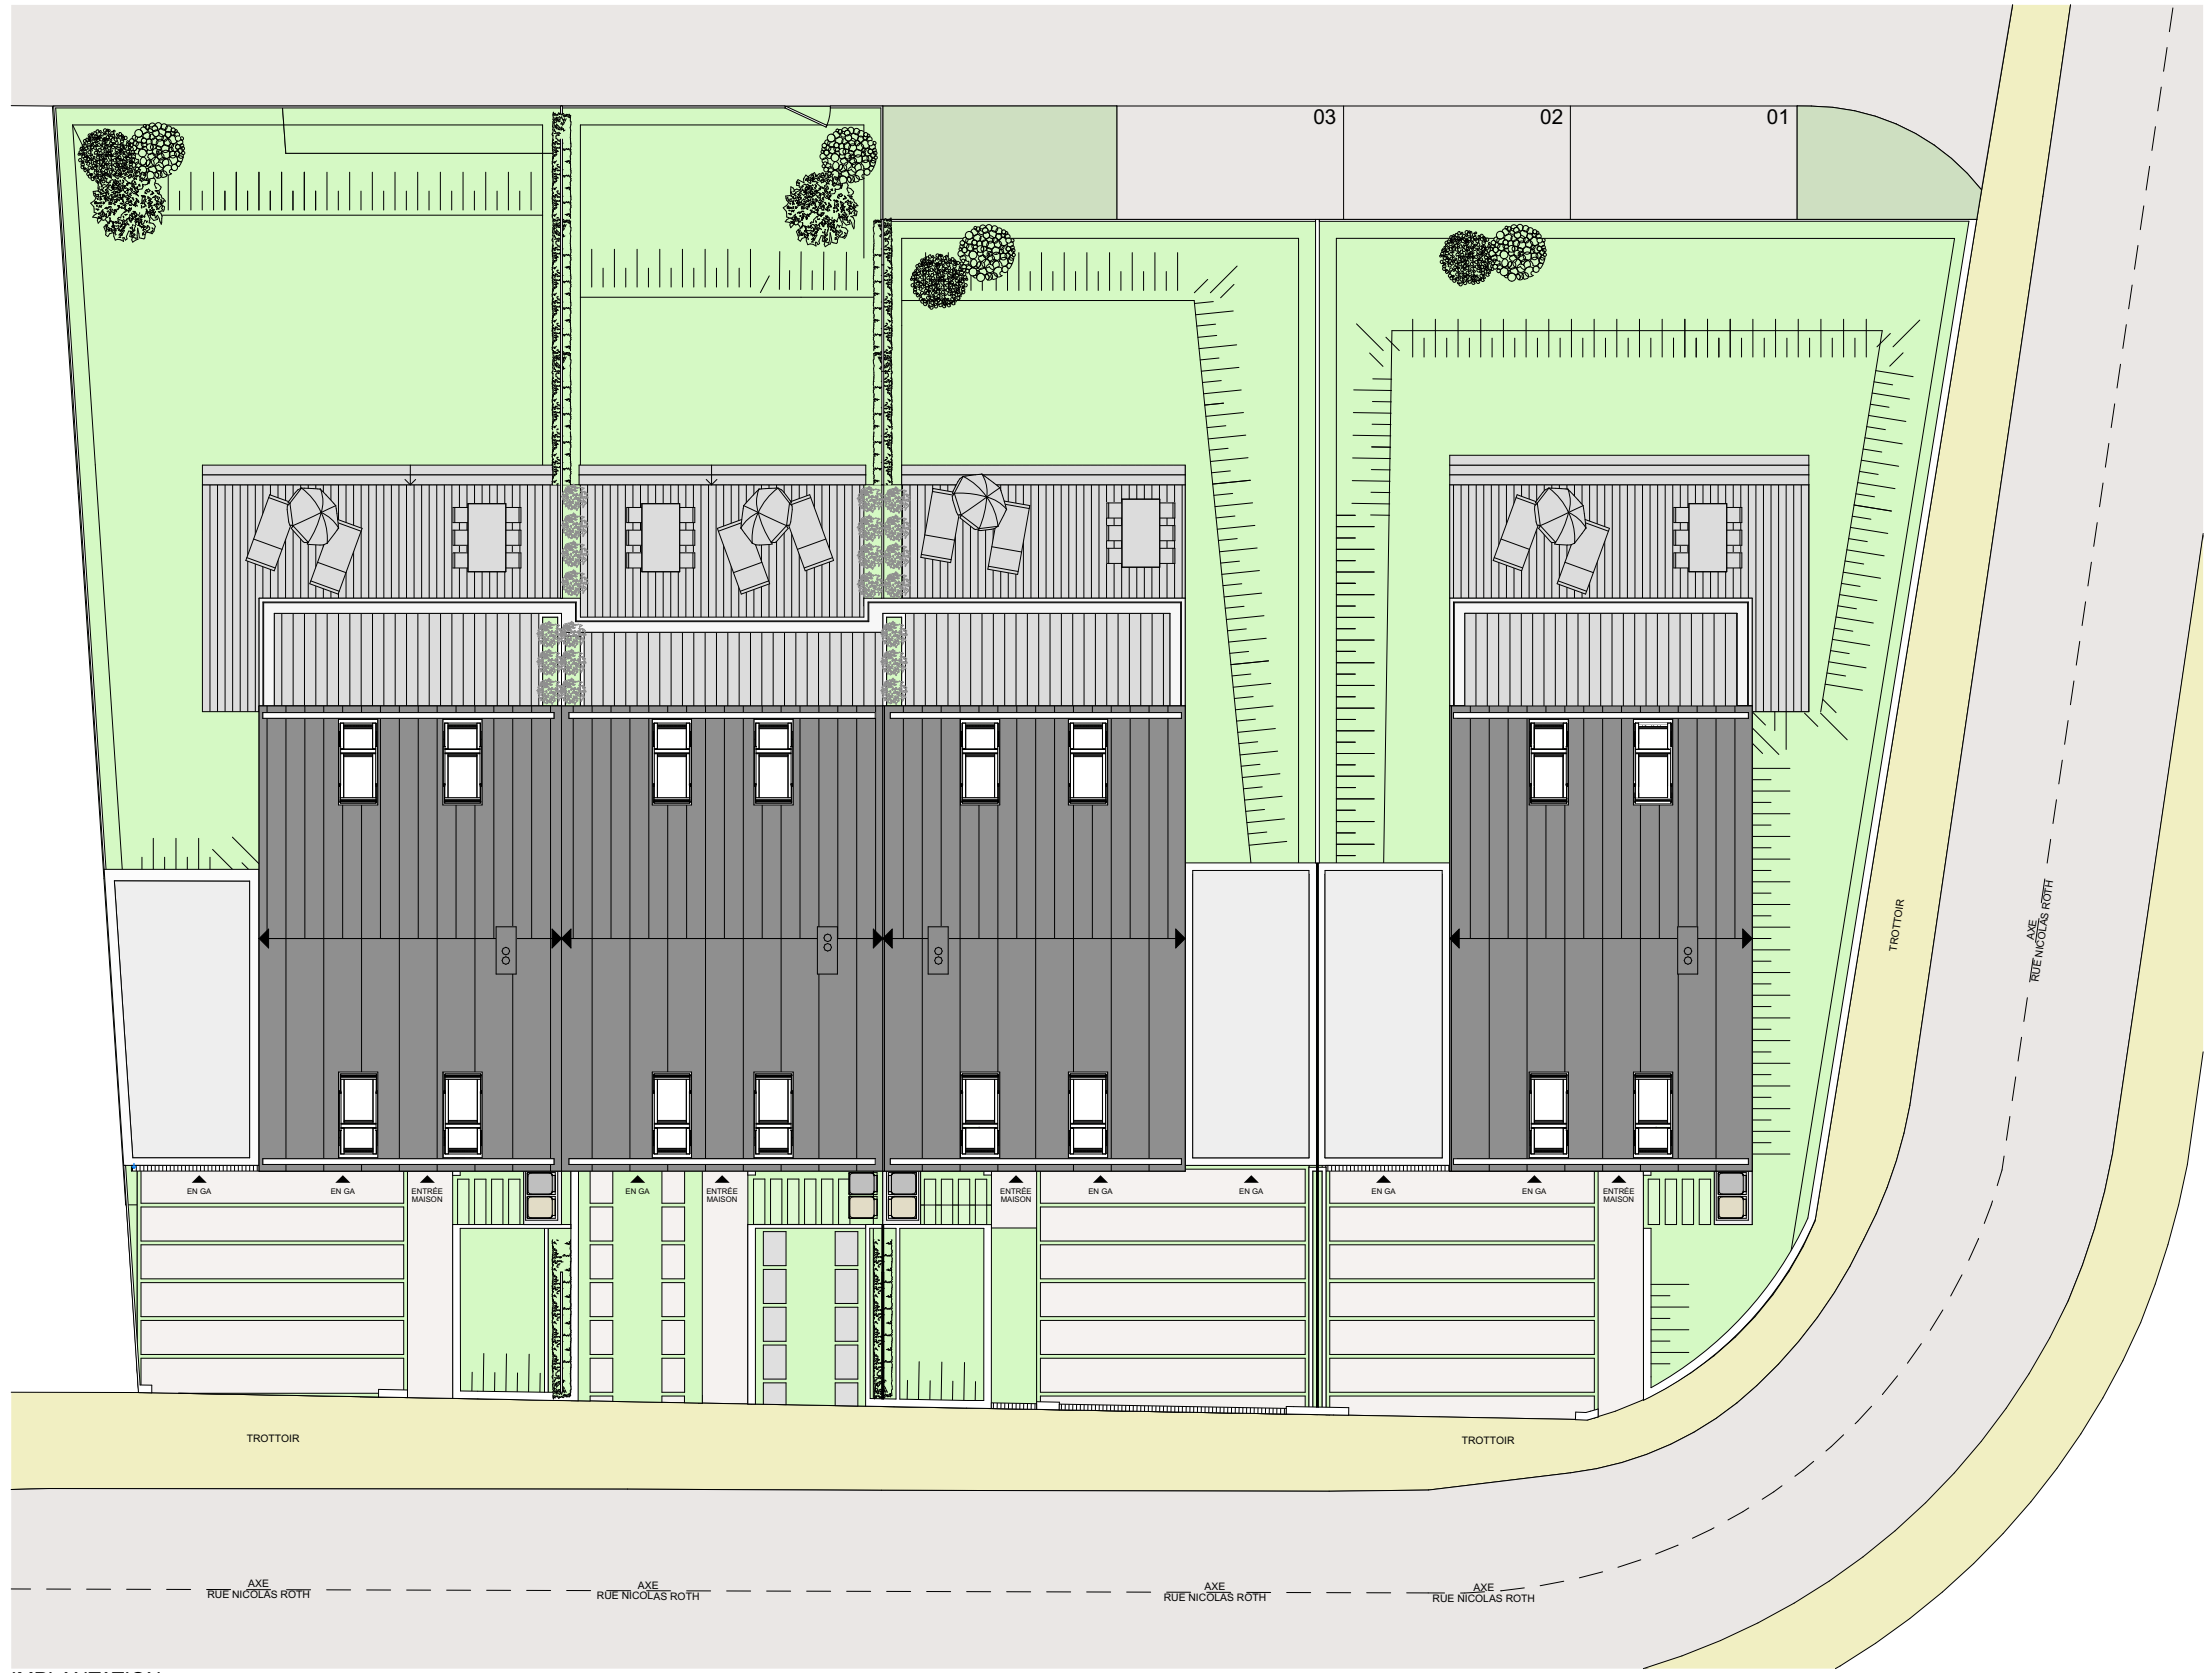 03
02
01
TROTTOIR
AXE
RUE NICOLAS ROTH
EN GA
EN GA
ENTRÉE
MAISON
EN GA
ENTRÉE
MAISON
ENTRÉE
MAISON
EN GA
EN GA
EN GA
EN GA
ENTRÉE
MAISON
TROTTOIR
TROTTOIR
AXE
RUE NICOLAS ROTH
AXE
RUE NICOLAS ROTH
AXE
RUE NICOLAS ROTH
AXE
RUE NICOLAS ROTH
IMPLANTATION